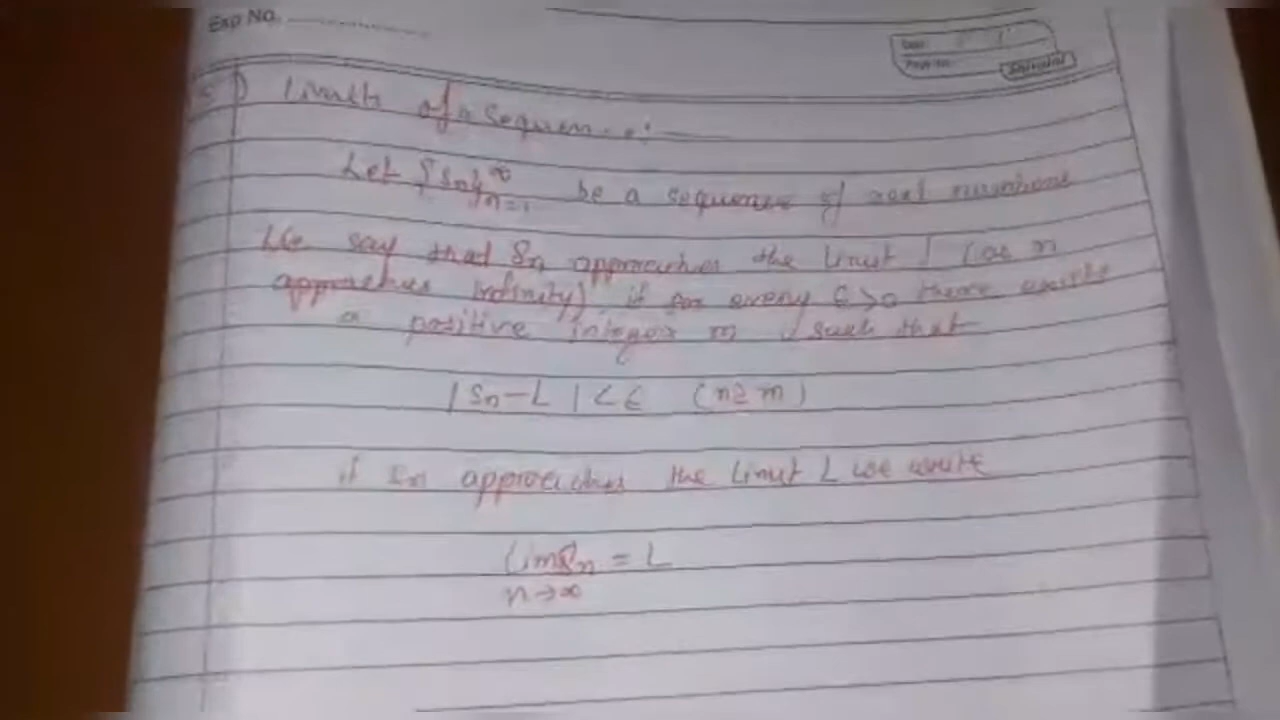 Exp No. ..................
5) Limits of a sequence:-
Let {Sn}∞n=1 be a sequence of real numbers
We say that Sn approaches the limit L (as n
approaches infinity) if for every ε>0 there exists
a positive integer m such that
|Sn-L|<ε (n≥m)
if Sn approaches the limit L we write
Lim Sn = L
n→∞